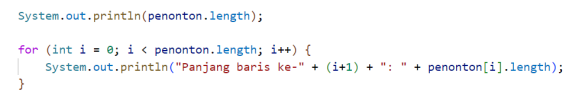 System.out.println(penonton.length);
for (int i = 0; i < penonton.length; i++) {
System.out.println("Panjang baris ke-" + (i+1) + ": " + penonton[i].length);
}